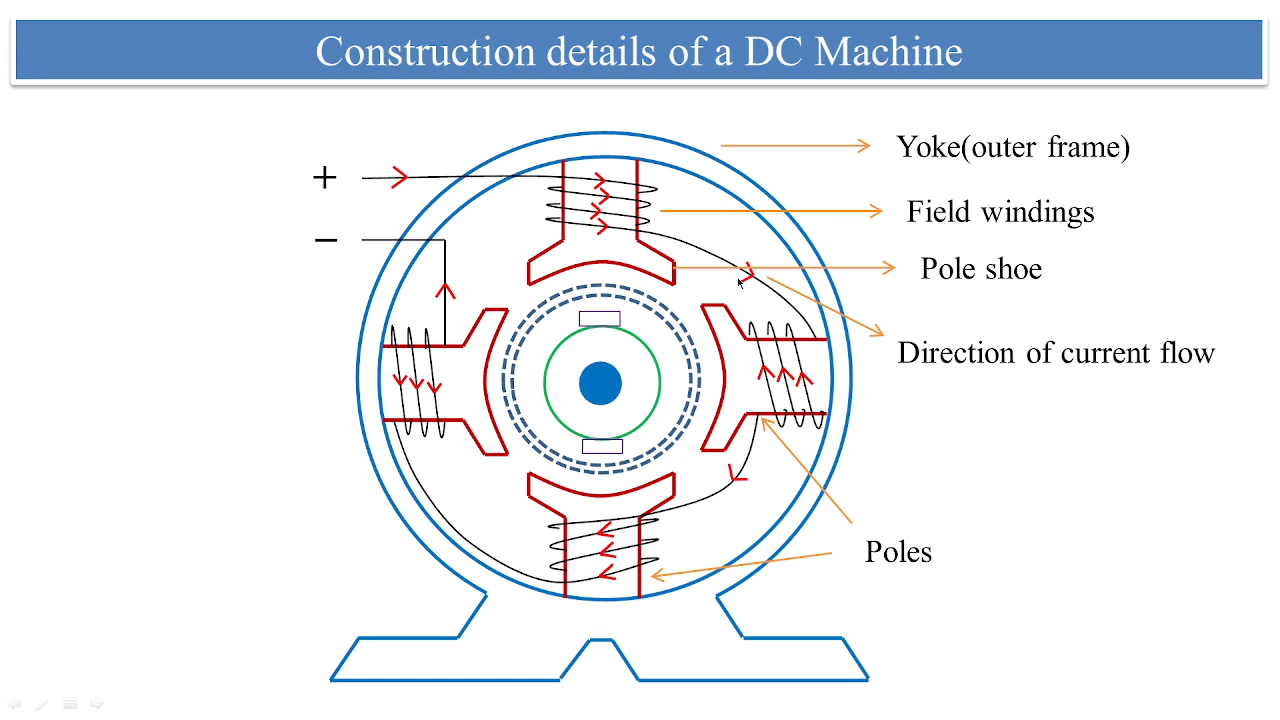 Construction details of a DC Machine
+
−
Yoke(outer frame)
Field windings
Pole shoe
Direction of current flow
Poles